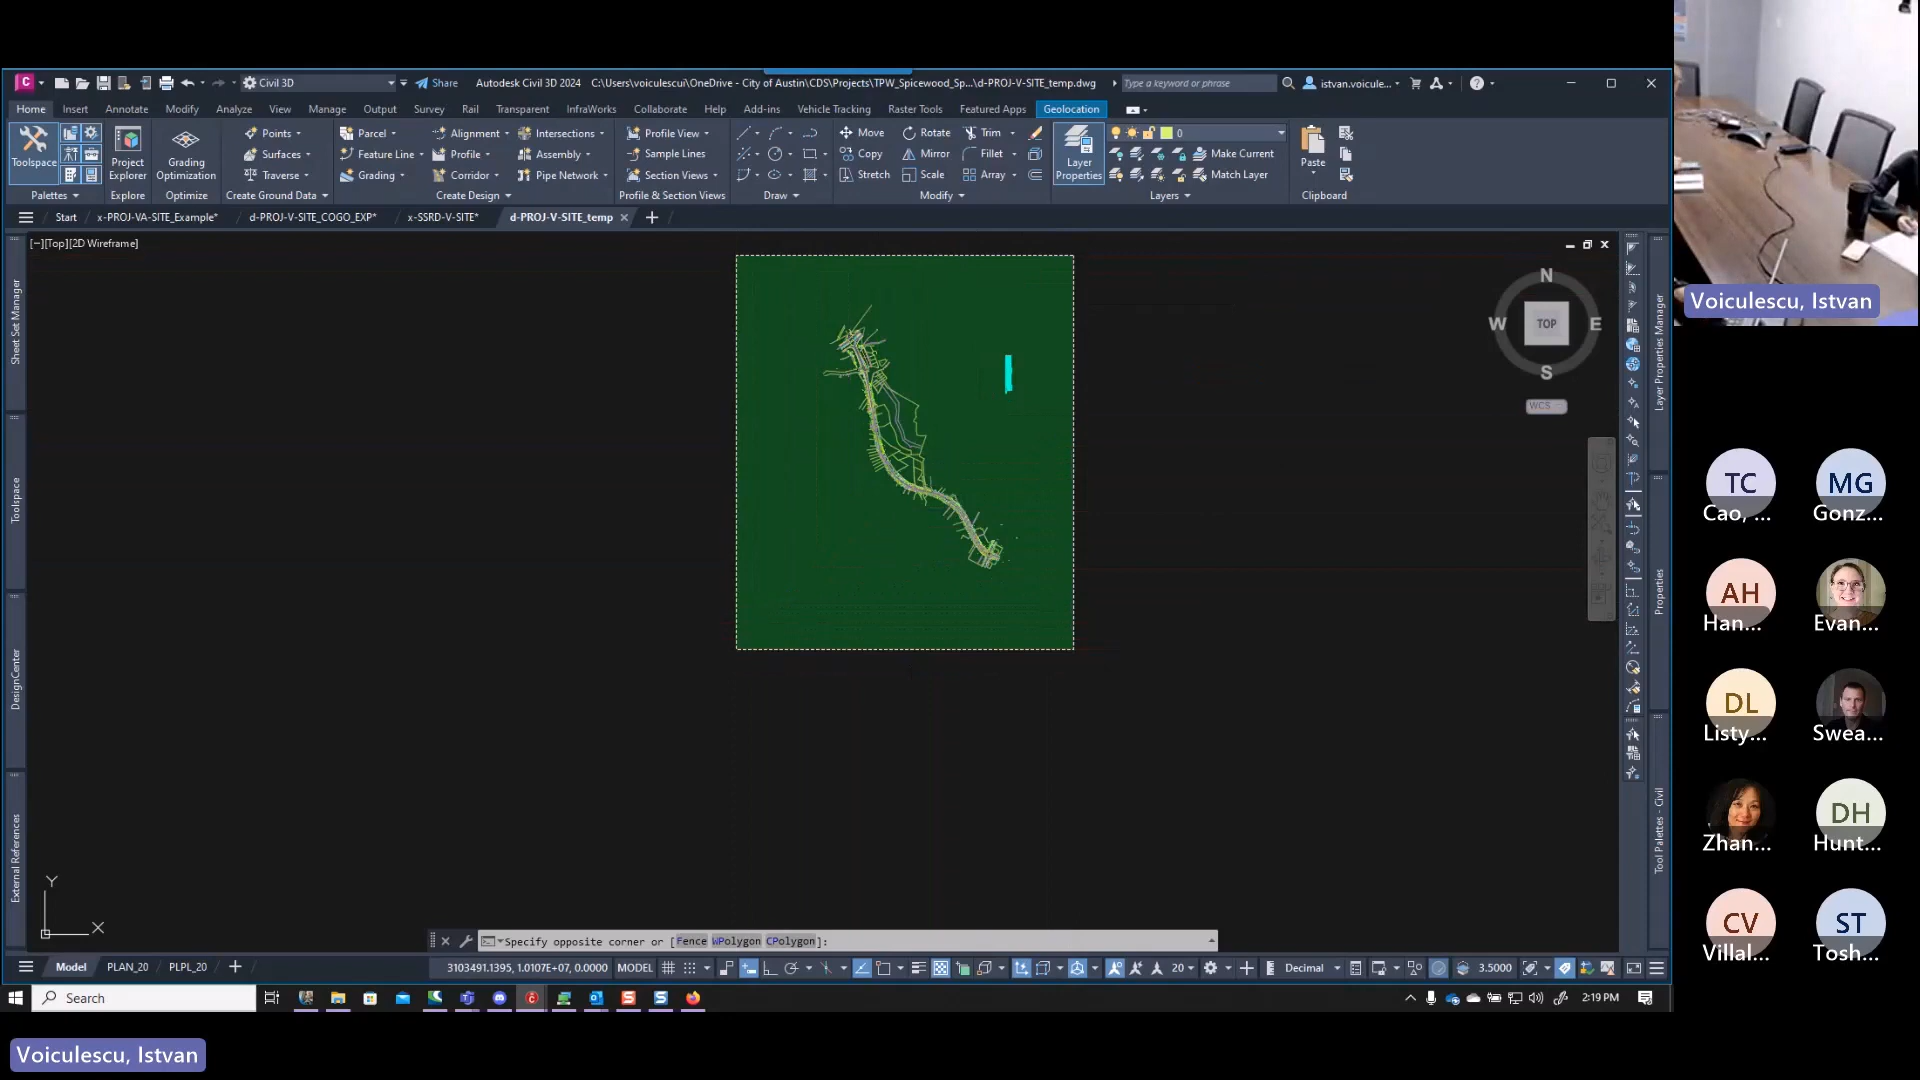 C
Civil 3D
Share
Autodesk Civil 3D 2024 C:\Users\voiculescu\OneDrive - City of Austin\CDS\Projects\TPW_Spicewood_Sp...\d-PROJ-V-SITE_temp.dwg
Type a keyword or phrase
istvan.voicule...
Home Insert Annotate Modify Analyze View Manage Output Survey Rail Transparent InfraWorks Collaborate Help Add-ins Vehicle Tracking Raster Tools Featured Apps Geolocation
Toolspace
Palettes
Project Explorer
Explore
Grading Optimization
Optimize
Points
Surfaces
Traverse
Create Ground Data
Parcel
Feature Line
Grading
Alignment
Profile
Corridor
Intersections
Assembly
Pipe Network
Create Design
Profile View
Sample Lines
Section Views
Profile & Section Views
Draw
Move
Copy
Stretch
Rotate
Mirror
Scale
Trim
Fillet
Array
Modify
Layer Properties
0
Make Current
Match Layer
Layers
Paste
Clipboard
Start x-PROJ-VA-SITE_Example* d-PROJ-V-SITE_COGO_EXP* x-SSRD-V-SITE* d-PROJ-V-SITE_temp
[−][Top][2D Wireframe]
Sheet Set Manager
Toolspace
DesignCenter
External References
N
W
TOP
E
S
WCS
Layer Properties Manager
Properties
Tool Palettes - Civil
Y
X
Specify opposite corner or [Fence WPolygon CPolygon]:
Model PLAN_20 PLPL_20
3103491.1395, 1.0107E+07, 0.0000 MODEL
20
Decimal
3.5000
Search
2:19 PM
Voiculescu, Istvan
Voiculescu, Istvan
TC
Cao, ...
MG
Gonz...
AH
Han...
Evan...
DL
Listy...
Swea...
Zhan...
DH
Hunt...
CV
Villal...
ST
Tosh...